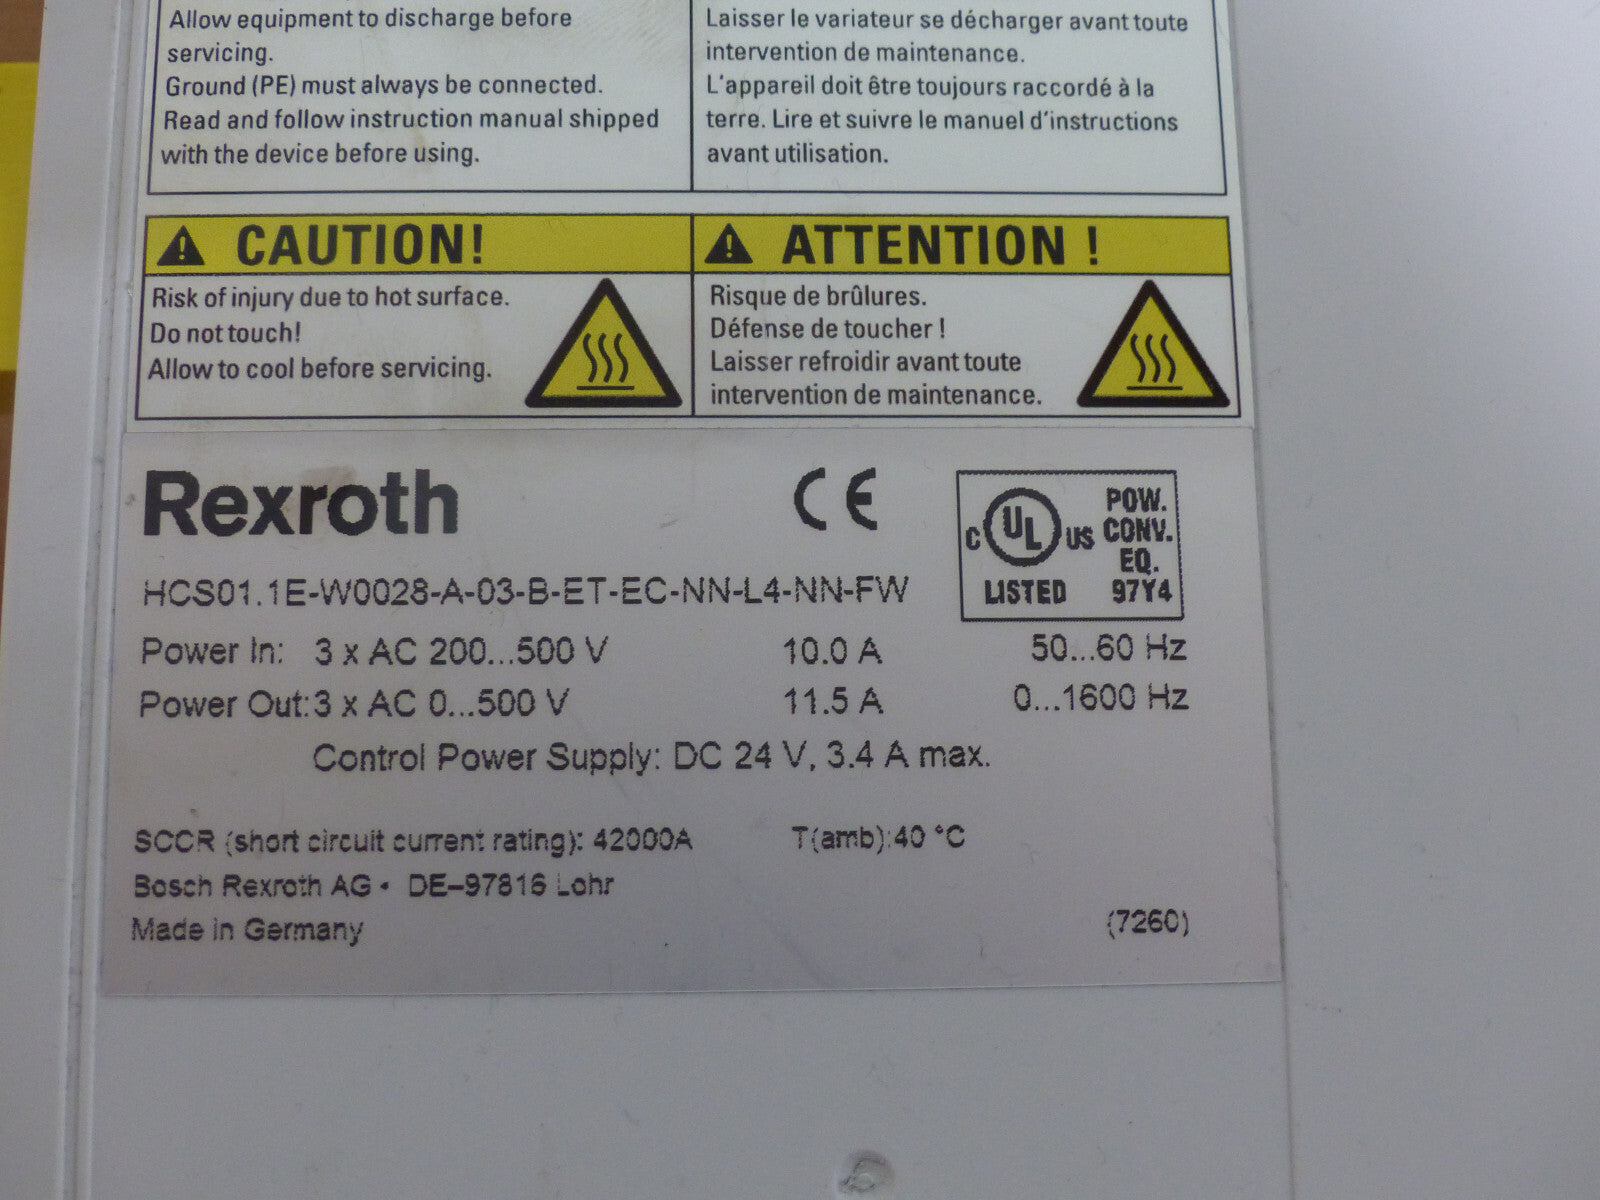 Allow equipment to discharge before
servicing.
Ground (PE) must always be connected.
Read and follow instruction manual shipped
with the device before using.
Laisser le variateur se décharger avant toute
intervention de maintenance.
L'appareil doit être toujours raccordé à la
terre. Lire et suivre le manuel d'instructions
avant utilisation.
CAUTION!
Risk of injury due to hot surface.
Do not touch!
Allow to cool before servicing.
ATTENTION !
Risque de brûlures.
Défense de toucher !
Laisser refroidir avant toute
intervention de maintenance.
Rexroth
CE
C UL US
LISTED
POW.
CONV.
EQ.
97Y4
HCS01.1E-W0028-A-03-B-ET-EC-NN-L4-NN-FW
Power In: 3 x AC 200...500 V 10.0 A 50...60 Hz
Power Out: 3 x AC 0...500 V 11.5 A 0...1600 Hz
Control Power Supply: DC 24 V, 3.4 A max.
SCCR (short circuit current rating): 42000A T(amb):40 °C
Bosch Rexroth AG • DE–97816 Lohr
Made in Germany (7260)